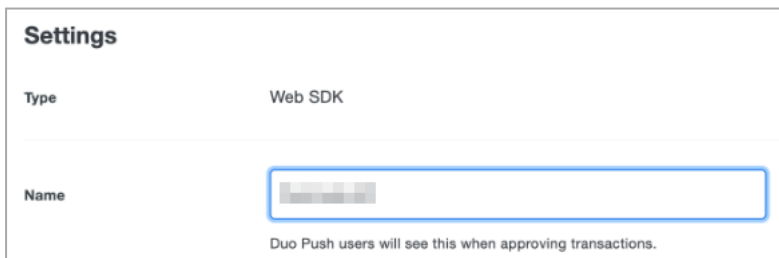 Settings
Type Web SDK
Name
Duo Push users will see this when approving transactions.